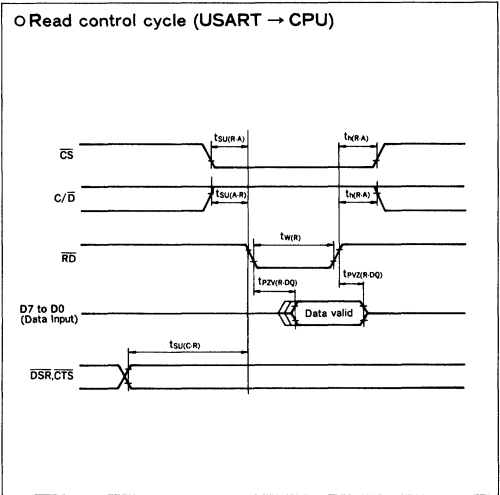 ○ Read control cycle (USART → CPU)
tSU(R-A) th(R-A)
CS
tSU(A-R) th(R-A)
C/D
tW(R)
RD
tPZV(R-DQ) tPVZ(R-DQ)
D7 to D0
(Data Input)
Data valid
tSU(C-R)
DSR,CTS